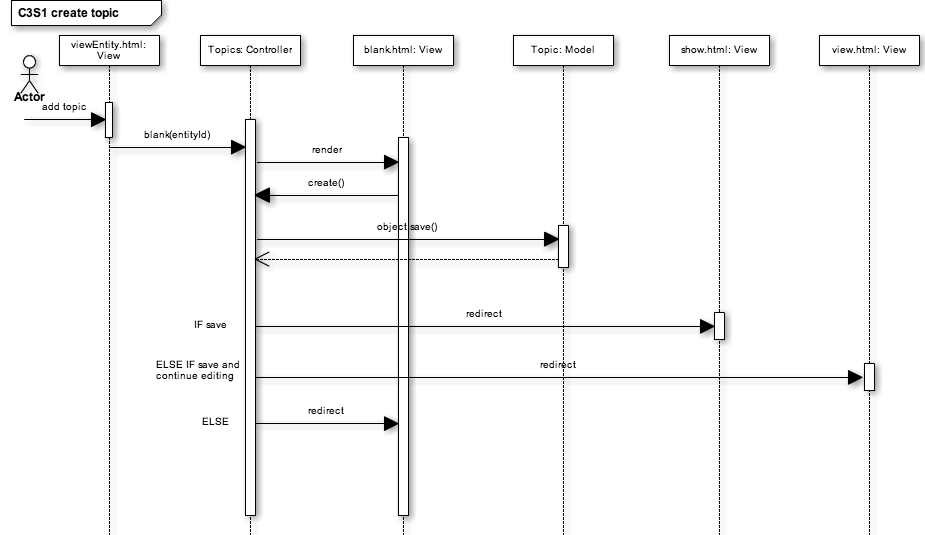 C3S1 create topic
viewEntity.html:
View
Topics: Controller
blank.html: View
Topic: Model
show.html: View
view.html: View
Actor
add topic
blank(entityId)
render
create()
object.save()
redirect
IF save
ELSE IF save and
continue editing
redirect
redirect
ELSE